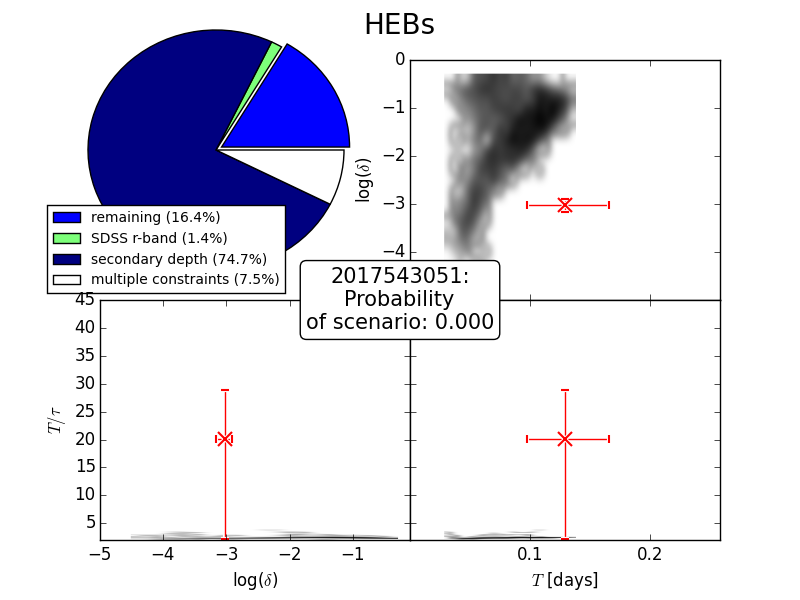 HEBs
0
−1
−2
−3
−4
log(δ)
remaining (16.4%)
SDSS r-band (1.4%)
secondary depth (74.7%)
multiple constraints (7.5%)
2017543051:
Probability
of scenario: 0.000
45
40
35
30
25
20
15
10
5
T/τ
−5 −4 −3 −2 −1
log(δ)
0.1 0.2
T [days]